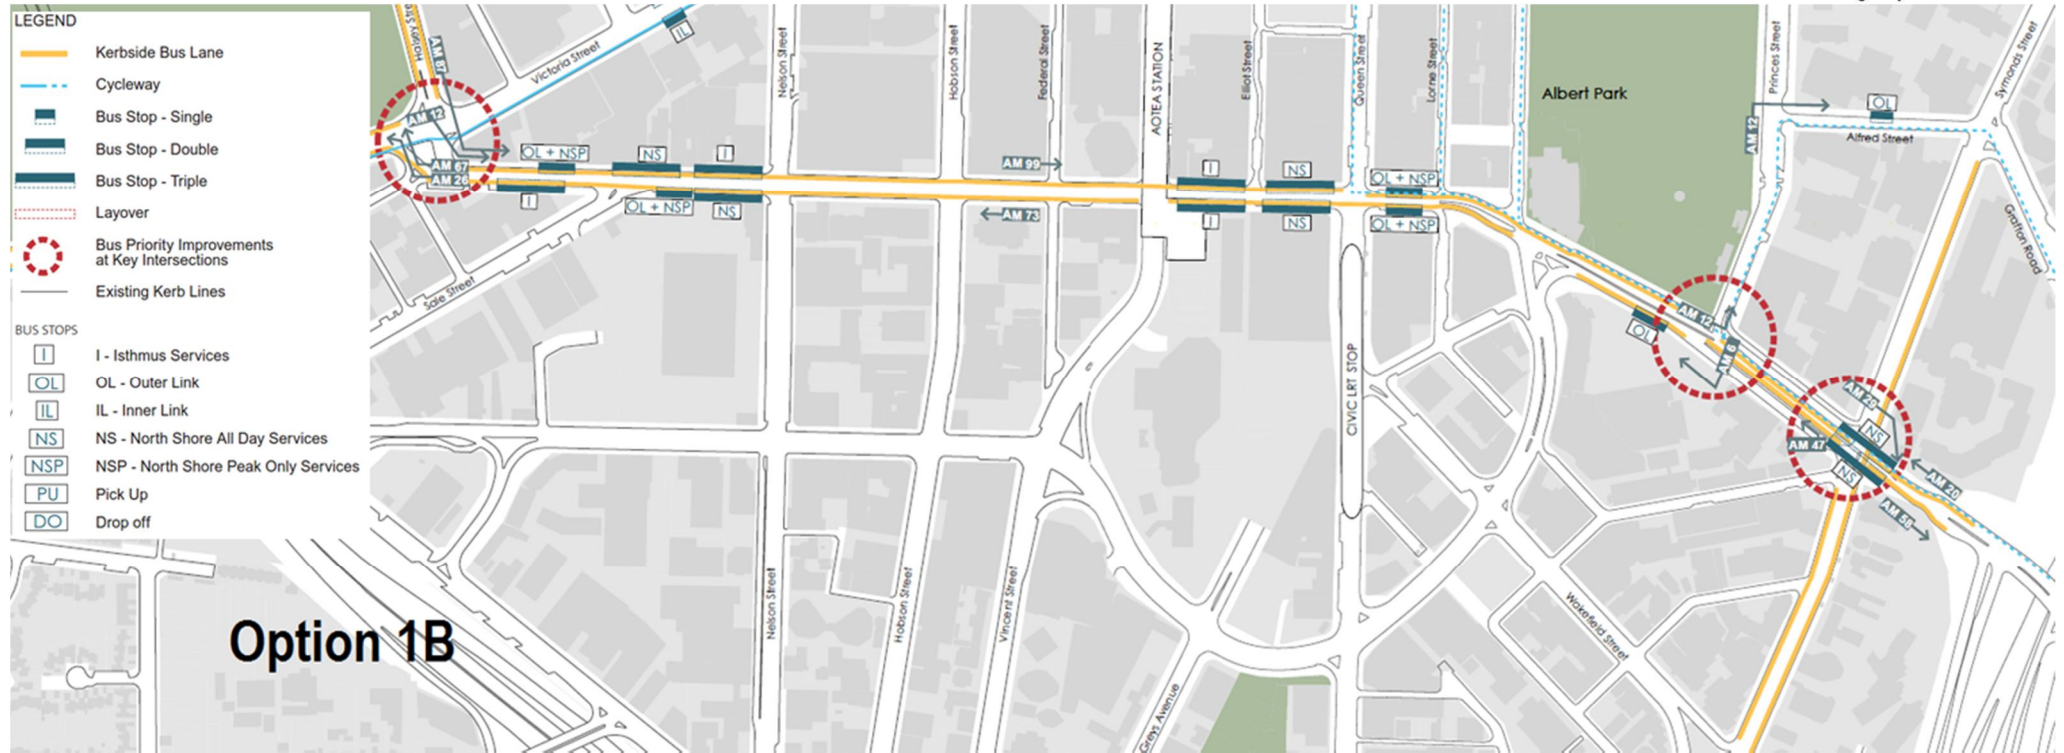 LEGEND
Kerbside Bus Lane
Cycleway
Bus Stop - Single
Bus Stop - Double
Bus Stop - Triple
Layover
Bus Priority Improvements
at Key Intersections
Existing Kerb Lines
BUS STOPS
I I - Isthmus Services
OL OL - Outer Link
IL IL - Inner Link
NS NS - North Shore All Day Services
NSP NSP - North Shore Peak Only Services
PU Pick Up
DO Drop off
Option 1B
AM 87
AM 12
AM 67
AM 26
Victoria Street
IL
Sale Street
OL + NSP
NS
I
I
OL + NSP
NS
Nelson Street
Hobson Street
Federal Street
AM 99
AM 73
AOTEA STATION
Elliot Street
Queen Street
Lorne Street
I
NS
OL + NSP
I
NS
OL + NSP
Albert Park
Princes Street
Symonds Street
AM 12
OL
Alfred Street
Grafton Road
OL
AM 12
AM 6
AM 29
NS
AM 47
NS
AM 20
AM 58
CIVIC LRT STOP
Nelson Street
Hobson Street
Vincent Street
Greys Avenue
Wakefield Street